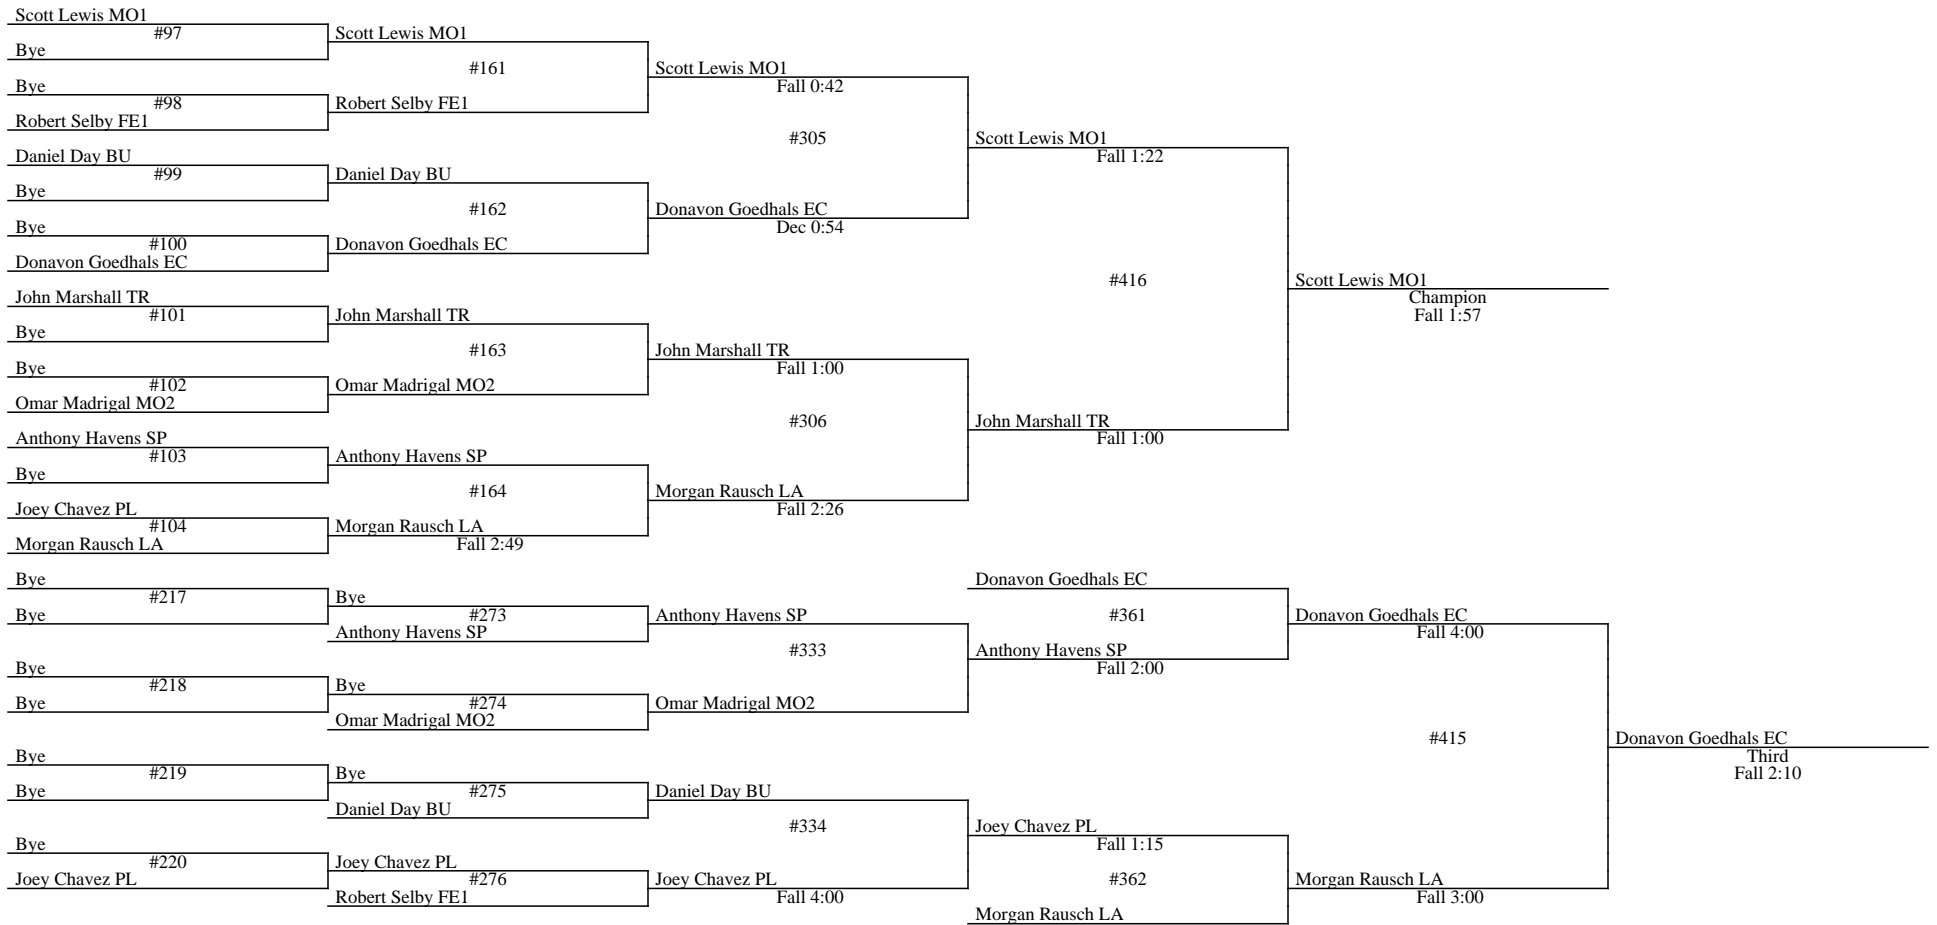 Scott Lewis MO1
#97
Bye
Scott Lewis MO1
#161
Bye
#98
Robert Selby FE1
Robert Selby FE1
Scott Lewis MO1
Fall 0:42
#305
Daniel Day BU
#99
Bye
Daniel Day BU
#162
Bye
#100
Donavon Goedhals EC
Donavon Goedhals EC
Donavon Goedhals EC
Dec 0:54
Scott Lewis MO1
Fall 1:22
#416
John Marshall TR
#101
Bye
John Marshall TR
#163
Bye
#102
Omar Madrigal MO2
Omar Madrigal MO2
John Marshall TR
Fall 1:00
#306
Anthony Havens SP
#103
Bye
Anthony Havens SP
#164
Joey Chavez PL
#104
Morgan Rausch LA
Morgan Rausch LA
Fall 2:49
Morgan Rausch LA
Fall 2:26
John Marshall TR
Fall 1:00
Scott Lewis MO1
Champion
Fall 1:57
Bye
#217
Bye
Bye
#273
Anthony Havens SP
Anthony Havens SP
#333
Bye
#218
Bye
Bye
#274
Omar Madrigal MO2
Omar Madrigal MO2
Donavon Goedhals EC
#361
Anthony Havens SP
Fall 2:00
Donavon Goedhals EC
Fall 4:00
#415
Bye
#219
Bye
Bye
#275
Daniel Day BU
Daniel Day BU
#334
Bye
#220
Joey Chavez PL
Joey Chavez PL
#276
Robert Selby FE1
Joey Chavez PL
Fall 4:00
Joey Chavez PL
Fall 1:15
#362
Morgan Rausch LA
Morgan Rausch LA
Fall 3:00
Donavon Goedhals EC
Third
Fall 2:10